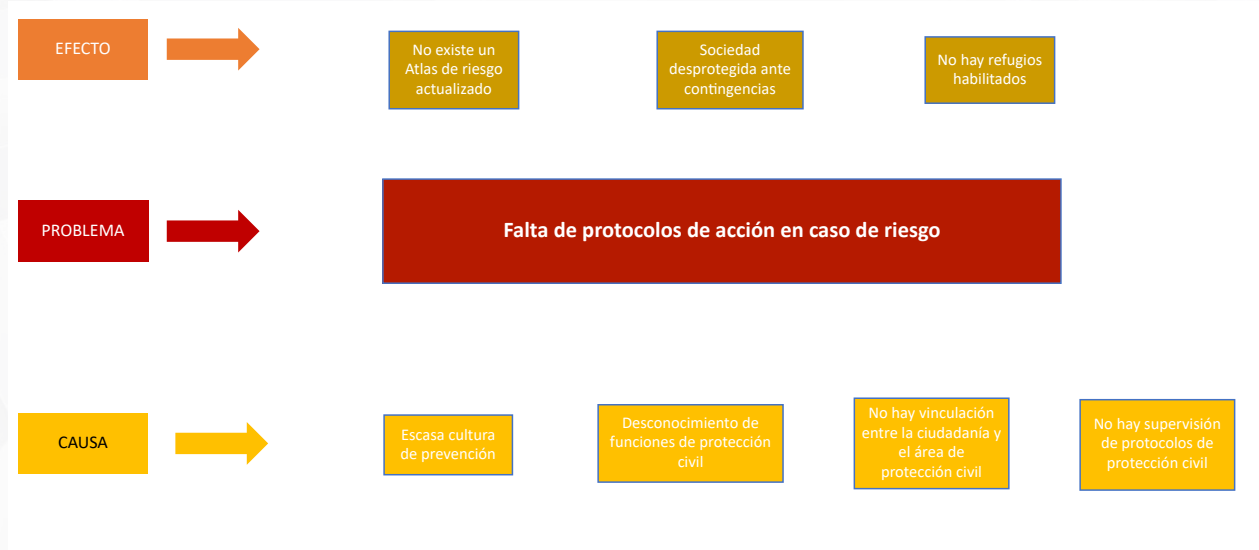 EFECTO
No existe un
Atlas de riesgo
actualizado
Sociedad
desprotegida ante
contingencias
No hay refugios
habilitados
PROBLEMA
Falta de protocolos de acción en caso de riesgo
CAUSA
Escasa cultura
de prevención
Desconocimiento de
funciones de protección
civil
No hay vinculación
entre la ciudadanía y
el área de
protección civil
No hay supervisión
de protocolos de
protección civil